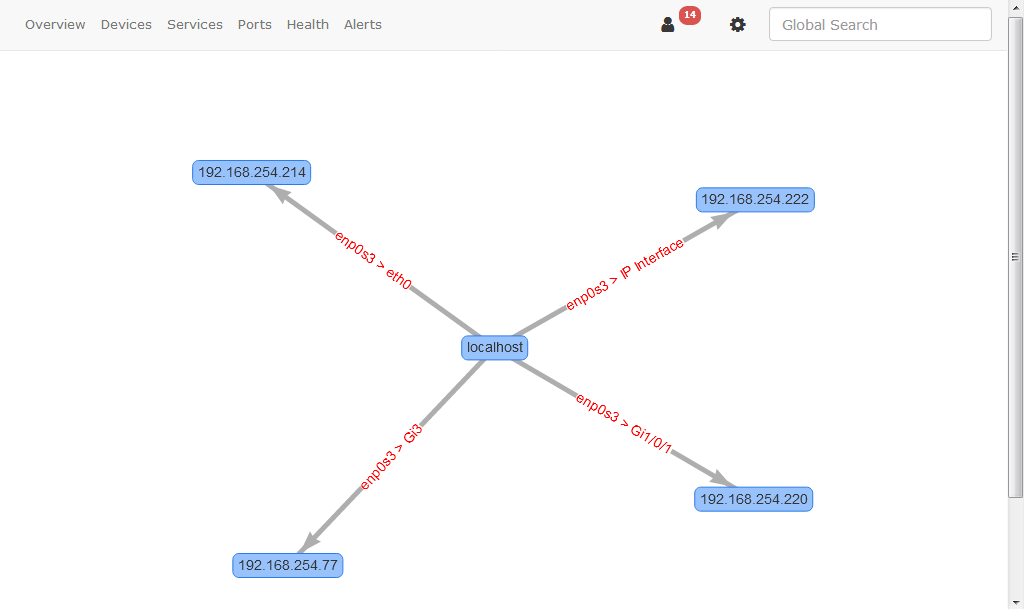 Overview Devices Services Ports Health Alerts 14 Global Search
192.168.254.214
192.168.254.222
enp0s3 > eth0
enp0s3 > IP Interface
localhost
enp0s3 > Gi3
enp0s3 > Gi1/0/1
192.168.254.220
192.168.254.77